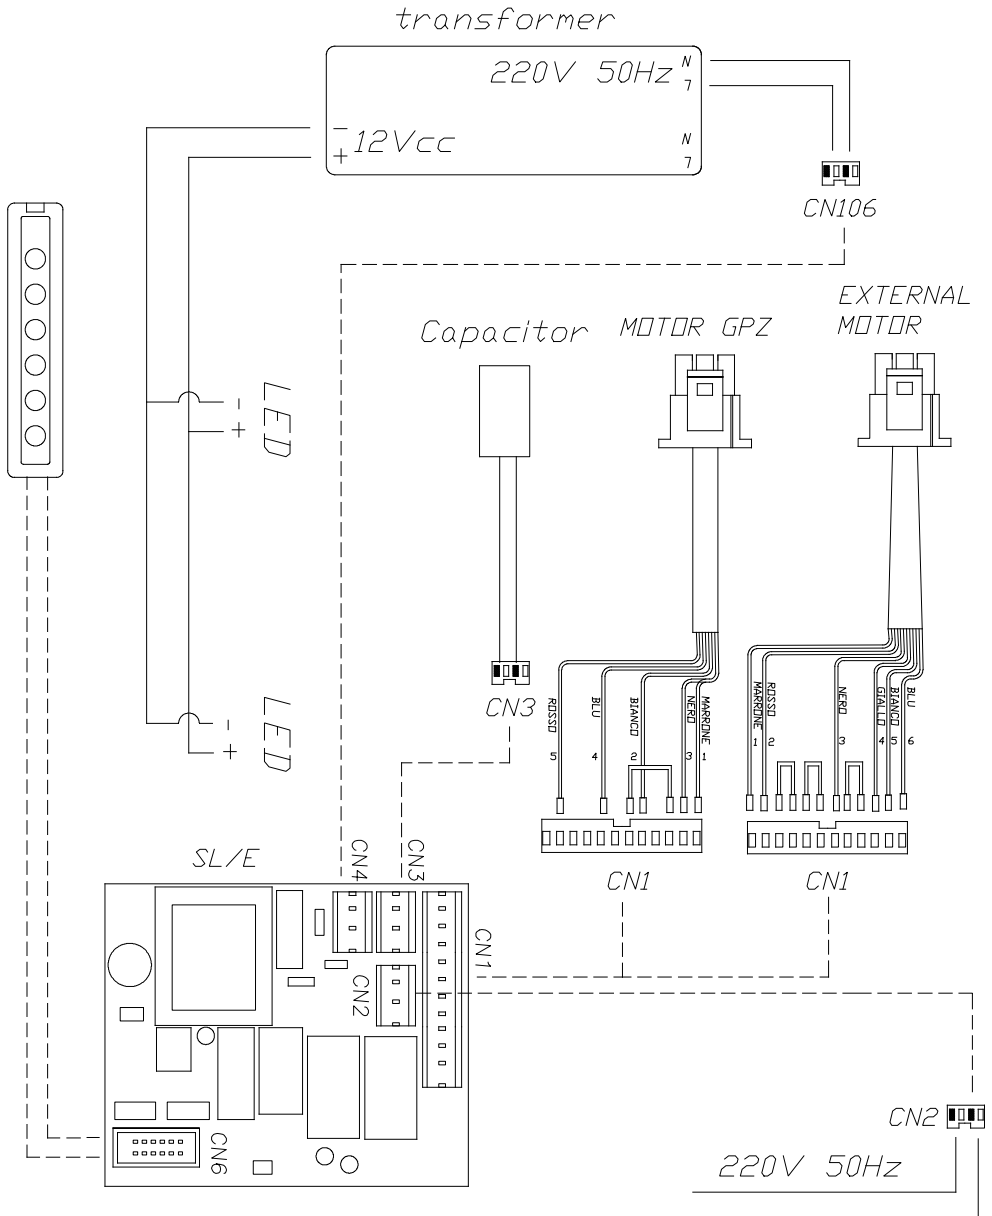 transformer
220V 50Hz
N
L
- 12Vcc
+
N
L
CN106
EXTERNAL
MOTOR
Capacitor
MOTOR GPZ
-
+
LED
CN3
ROSSO 5
BLU 4
BIANCO 2
NERO 3
MARRONE 1
MARRONE 1
ROSSO 2
NERO 3
GIALLO 4
BIANCO 5
BLU 6
-
+
LED
SL/E
CN4
CN3
CN1
CN1
CN1
CN2
CN2
CN6
220V 50Hz